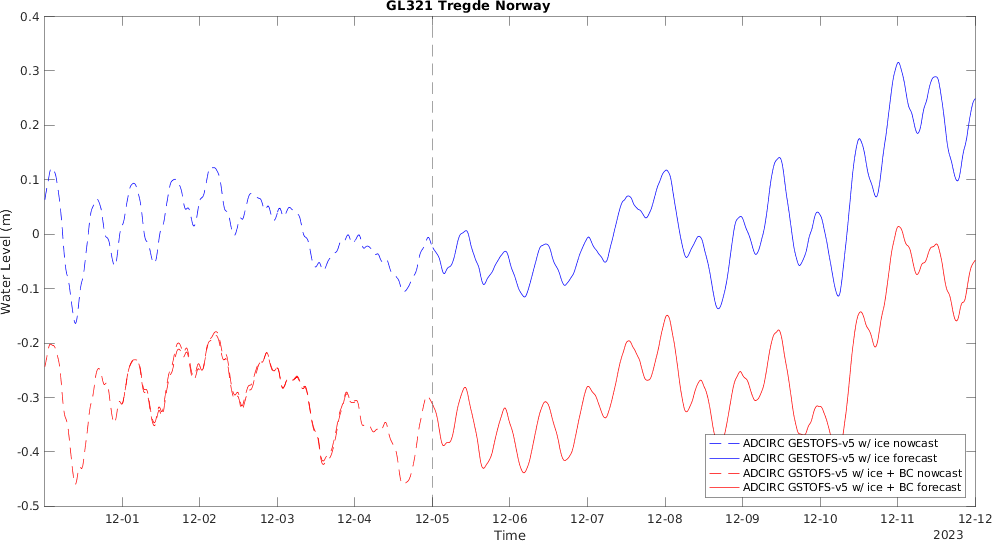 GL321 Tregde Norway
0.4
0.3
0.2
0.1
0
-0.1
-0.2
-0.3
-0.4
-0.5
Water Level (m)
ADCIRC GESTOFS-v5 w/ ice nowcast
ADCIRC GESTOFS-v5 w/ ice forecast
ADCIRC GSTOFS-v5 w/ ice + BC nowcast
ADCIRC GSTOFS-v5 w/ ice + BC forecast
12-01 12-02 12-03 12-04 12-05 12-06 12-07 12-08 12-09 12-10 12-11 12-12
Time
2023